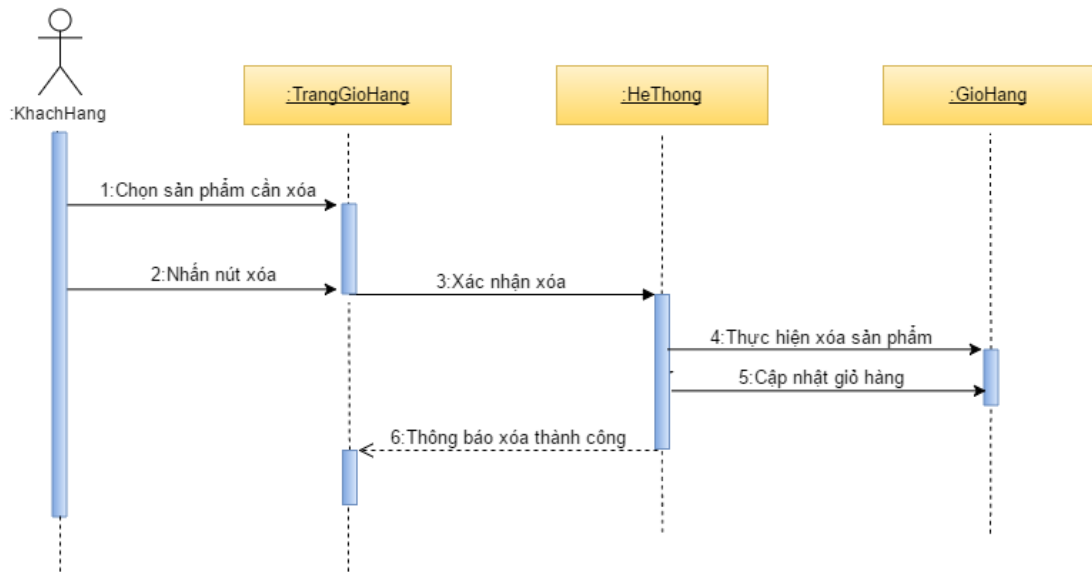 :KhachHang
:TrangGioHang
:HeThong
:GioHang
1:Chọn sản phẩm cần xóa
2:Nhấn nút xóa
3:Xác nhận xóa
4:Thực hiện xóa sản phẩm
5:Cập nhật giỏ hàng
6:Thông báo xóa thành công